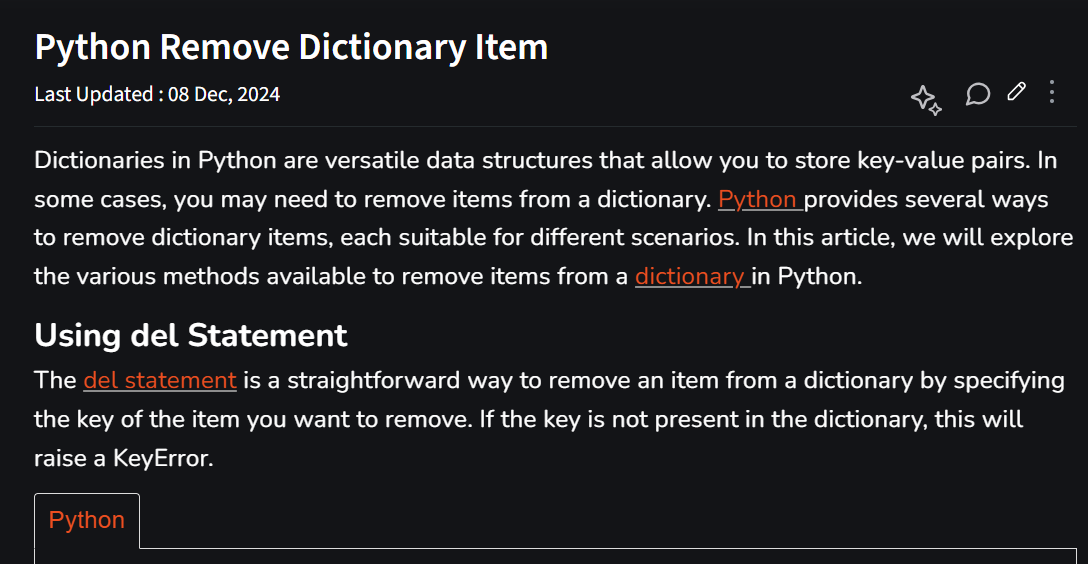 Python Remove Dictionary Item
Last Updated : 08 Dec, 2024
Dictionaries in Python are versatile data structures that allow you to store key-value pairs. In
some cases, you may need to remove items from a dictionary. Python provides several ways
to remove dictionary items, each suitable for different scenarios. In this article, we will explore
the various methods available to remove items from a dictionary in Python.
Using del Statement
The del statement is a straightforward way to remove an item from a dictionary by specifying
the key of the item you want to remove. If the key is not present in the dictionary, this will
raise a KeyError.
Python